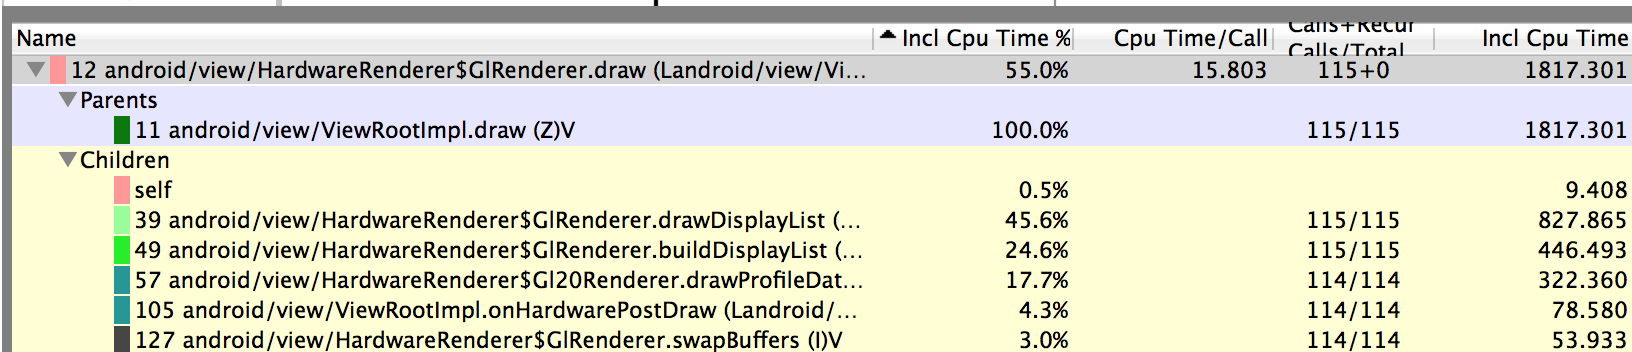 Name Incl Cpu Time % Cpu Time/Call Calls+Recur Calls/Total Incl Cpu Time
12 android/view/HardwareRenderer$GlRenderer.draw (Landroid/view/Vi... 55.0% 15.803 115+0 1817.301
Parents
11 android/view/ViewRootImpl.draw (Z)V 100.0% 115/115 1817.301
Children
self 0.5% 9.408
39 android/view/HardwareRenderer$GlRenderer.drawDisplayList (... 45.6% 115/115 827.865
49 android/view/HardwareRenderer$GlRenderer.buildDisplayList (... 24.6% 115/115 446.493
57 android/view/HardwareRenderer$Gl20Renderer.drawProfileDat... 17.7% 114/114 322.360
105 android/view/ViewRootImpl.onHardwarePostDraw (Landroid/... 4.3% 114/114 78.580
127 android/view/HardwareRenderer$GlRenderer.swapBuffers (I)V 3.0% 114/114 53.933